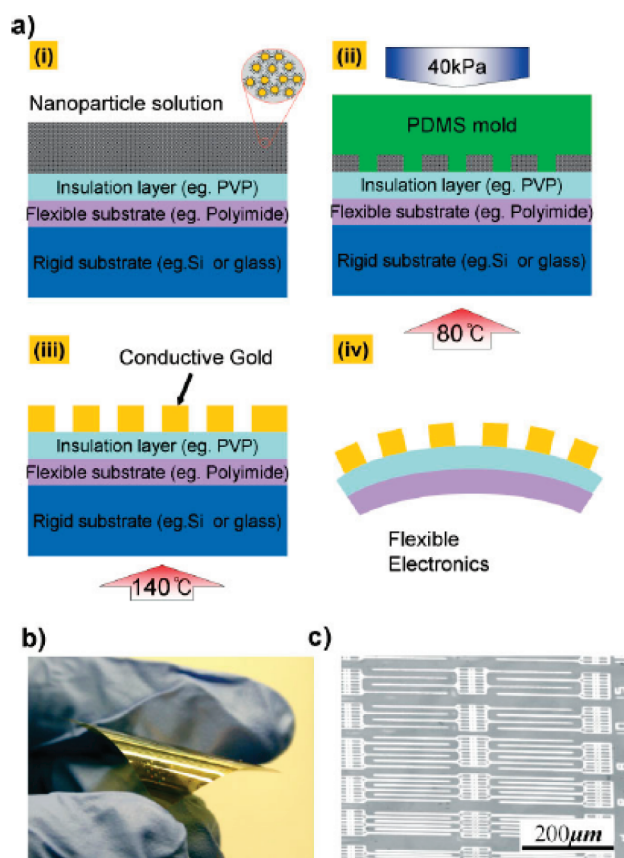 a)
(i)
Nanoparticle solution
Insulation layer (eg. PVP)
Flexible substrate (eg. Polyimide)
Rigid substrate (eg.Si or glass)
(ii)
40kPa
PDMS mold
Insulation layer (eg. PVP)
Flexible substrate (eg. Polyimide)
Rigid substrate (eg.Si or glass)
80℃
(iii)
Conductive Gold
Insulation layer (eg. PVP)
Flexible substrate (eg. Polyimide)
Rigid substrate (eg.Si or glass)
140℃
(iv)
Flexible
Electronics
b)
c)
200μm